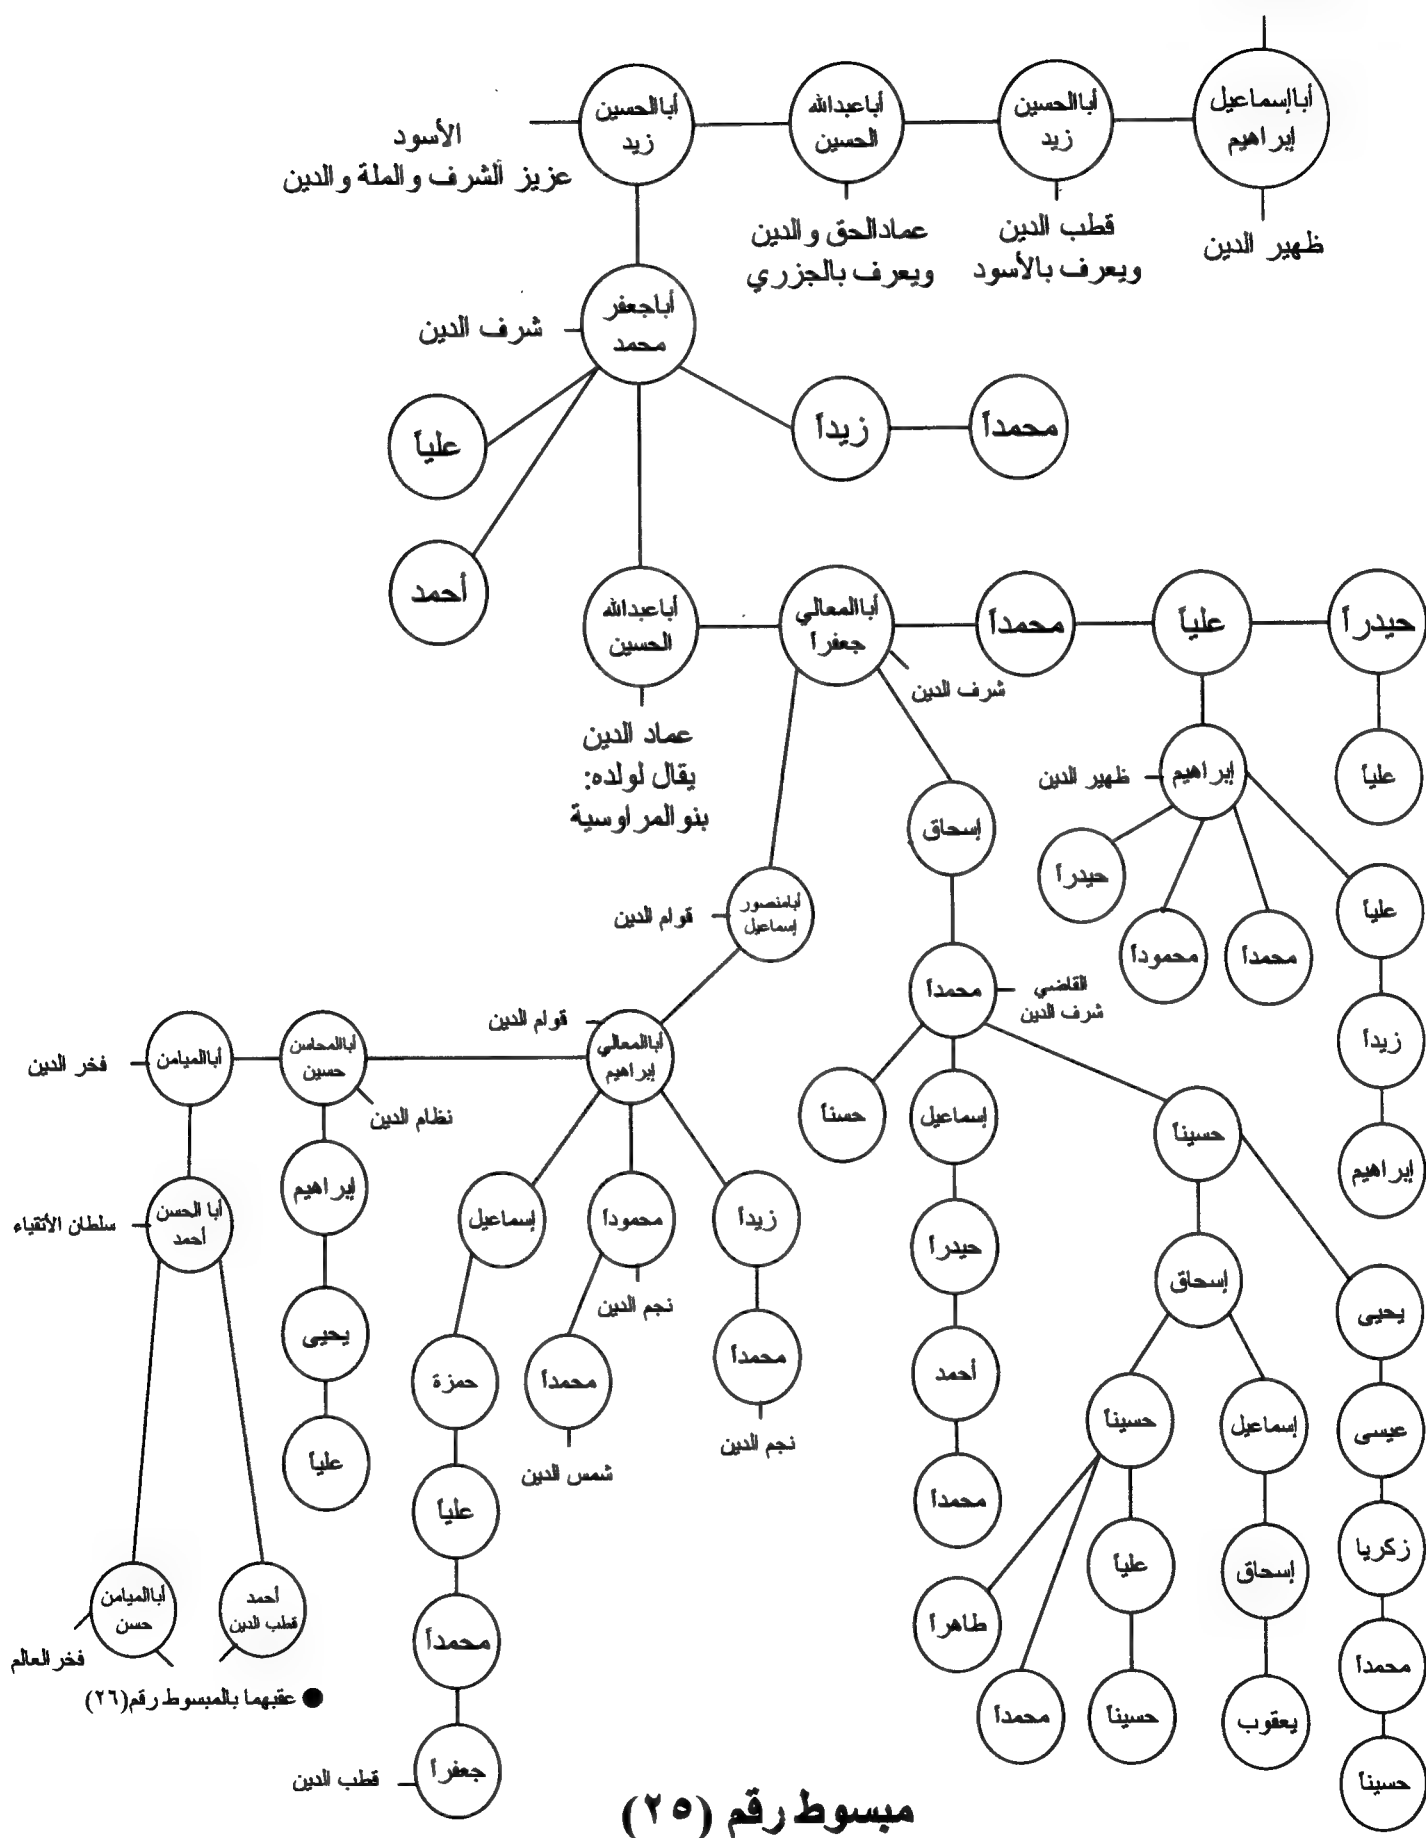 أباإسماعيل
إبراهيم
ظهير الدين
أباالحسين
زيد
قطب الدين
ويعرف بالأسود
أباعبدالله
الحسين
عمادالحق والدين
ويعرف بالجزري
أباالحسين
زيد
الأسود
عزيز الشرف والملة والدين
أباجعفر
محمد
شرف الدين
محمداً
زيداً
علياً
أحمد
حيدراً
علياً
محمداً
أباالمعالي
جعفراً
شرف الدين
أباعبدالله
الحسين
عماد الدين
يقال لولده:
بنوالمراوسية
علياً
إبراهيم
ظهير الدين
إسحاق
حيدراً
علياً
محمداً
محموداً
أبامنصور
إسماعيل
قوام الدين
محمداً
القاضي
شرف الدين
زيداً
إبراهيم
قوام الدين
أباالمعالي
إبراهيم
أباالمحاسن
حسين
نظام الدين
أباالميامن
فخر الدين
حسيناً
إسماعيل
حسناً
إبراهيم
أبا الحسن
أحمد
سلطان الأتقياء
زيداً
محموداً
نجم الدين
إسماعيل
حيدراً
إسحاق
يحيى
يحيى
محمداً
نجم الدين
محمداً
شمس الدين
حمزة
أحمد
إسماعيل
حسيناً
عيسى
علياً
علياً
محمداً
زكريا
إسحاق
علياً
طاهراً
أحمد
قطب الدين
أباالميامن
حسن
فخر العالم
عقبهما بالمبسوط رقم(٢٦)
محمداً
محمداً
يعقوب
حسيناً
محمداً
جعفراً
قطب الدين
حسيناً
مبسوط رقم (٢٥)